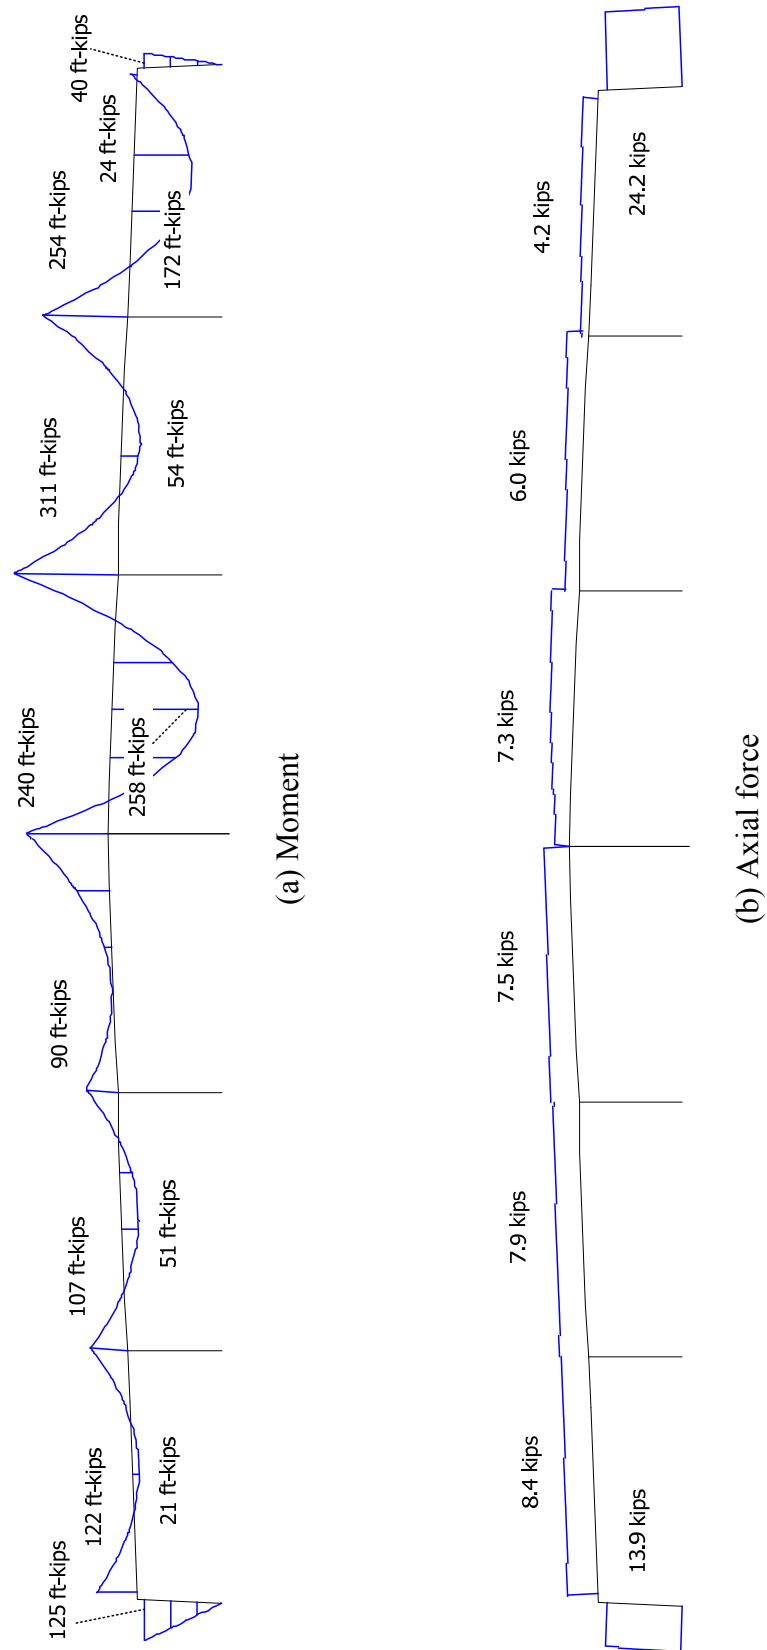 125 ft-kips
122 ft-kips
21 ft-kips
107 ft-kips
51 ft-kips
90 ft-kips
240 ft-kips
258 ft-kips
311 ft-kips
54 ft-kips
254 ft-kips
172 ft-kips
24 ft-kips
40 ft-kips
(a) Moment
13.9 kips
8.4 kips
7.9 kips
7.5 kips
7.3 kips
6.0 kips
4.2 kips
24.2 kips
(b) Axial force